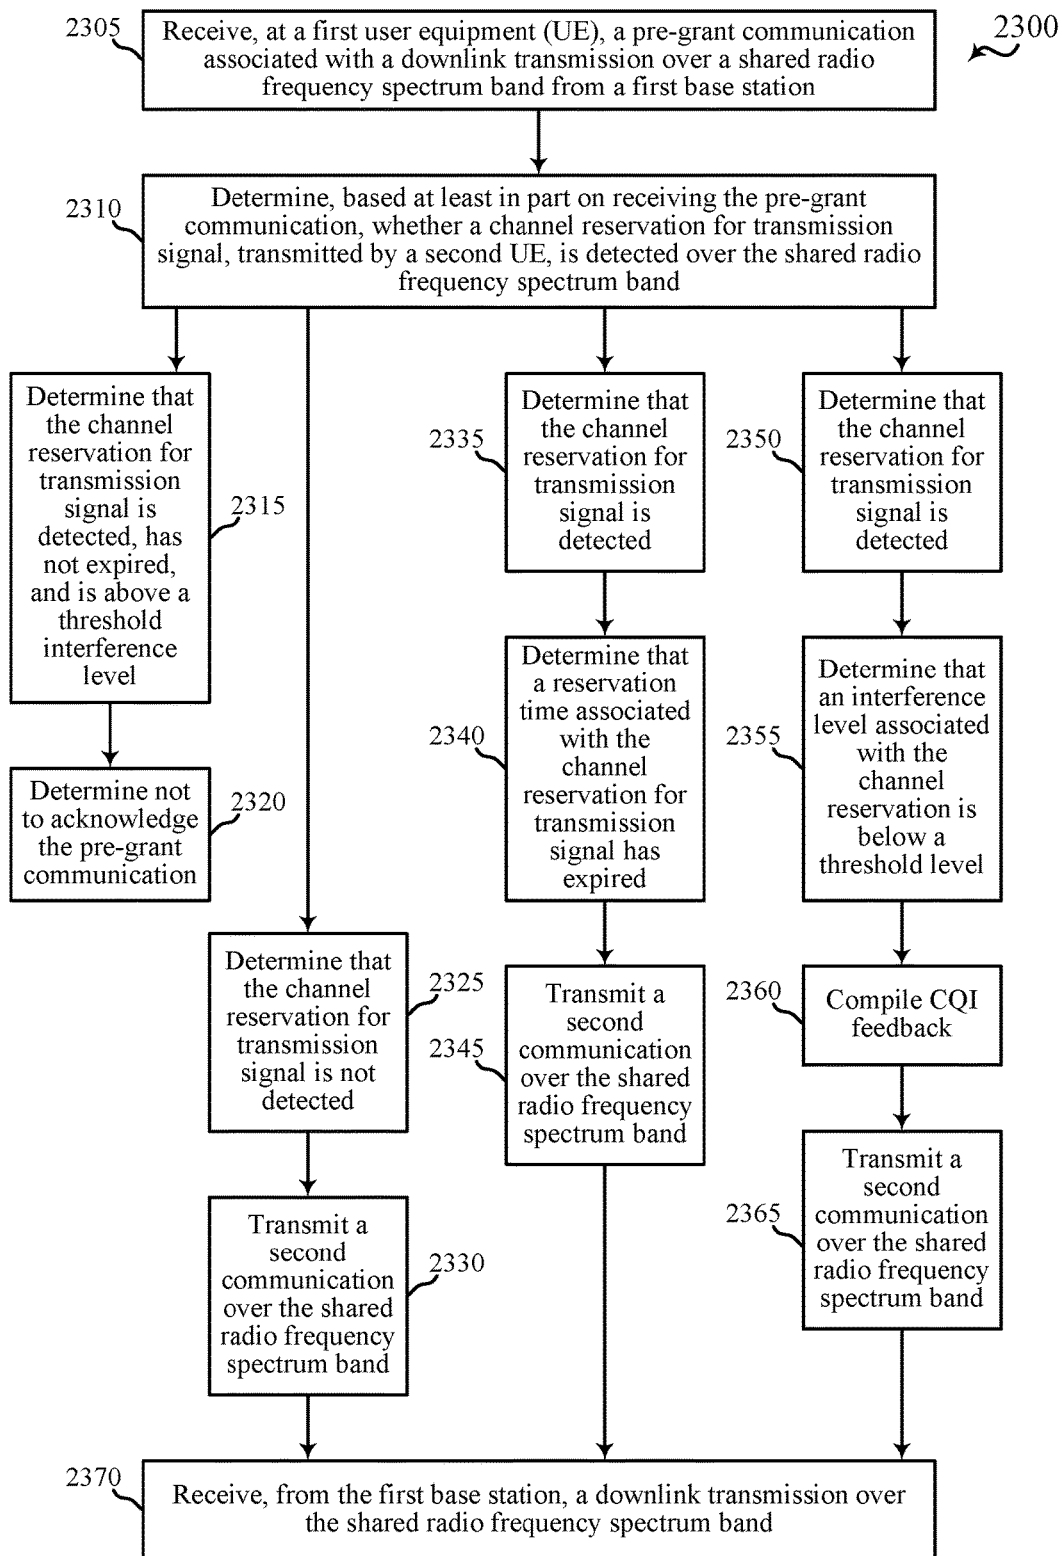 2300
2305
Receive, at a first user equipment (UE), a pre-grant communication
associated with a downlink transmission over a shared radio
frequency spectrum band from a first base station
2310
Determine, based at least in part on receiving the pre-grant
communication, whether a channel reservation for transmission
signal, transmitted by a second UE, is detected over the shared radio
frequency spectrum band
Determine that
the channel
reservation for
transmission
signal is
detected, has
not expired,
and is above a
threshold
interference
level
2315
Determine not
to acknowledge
the pre-grant
communication
2320
Determine that
the channel
reservation for
transmission
signal is not
detected
2325
Transmit a
second
communication
over the shared
radio frequency
spectrum band
2330
2335
Determine that
the channel
reservation for
transmission
signal is
detected
2340
Determine that
a reservation
time associated
with the
channel
reservation for
transmission
signal has
expired
2345
Transmit a
second
communication
over the shared
radio frequency
spectrum band
2350
Determine that
the channel
reservation for
transmission
signal is
detected
2355
Determine that
an interference
level associated
with the
channel
reservation is
below a
threshold level
2360
Compile CQI
feedback
2365
Transmit a
second
communication
over the shared
radio frequency
spectrum band
2370
Receive, from the first base station, a downlink transmission over
the shared radio frequency spectrum band